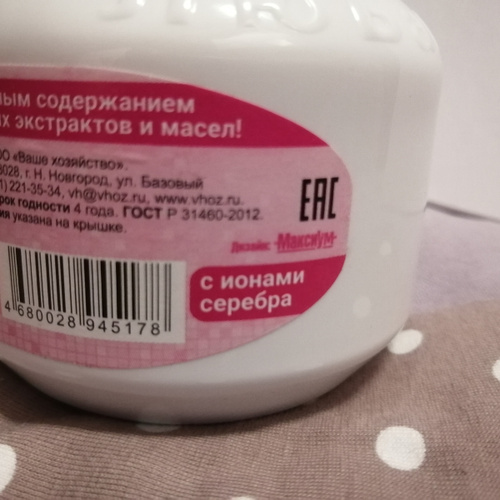 ным содержанием
х экстрактов и масел!
ОО «Ваше хозяйство»,
3028, г. Н. Новгород, ул. Базовый
1) 221-35-34, vh@vhoz.ru, www.vhoz.ru.
рок годности 4 года. ГОСТ Р 31460-2012.
ия указана на крышке.
ЕАС
Дизайн: Максиум
с ионами
серебра
4 680028 945178